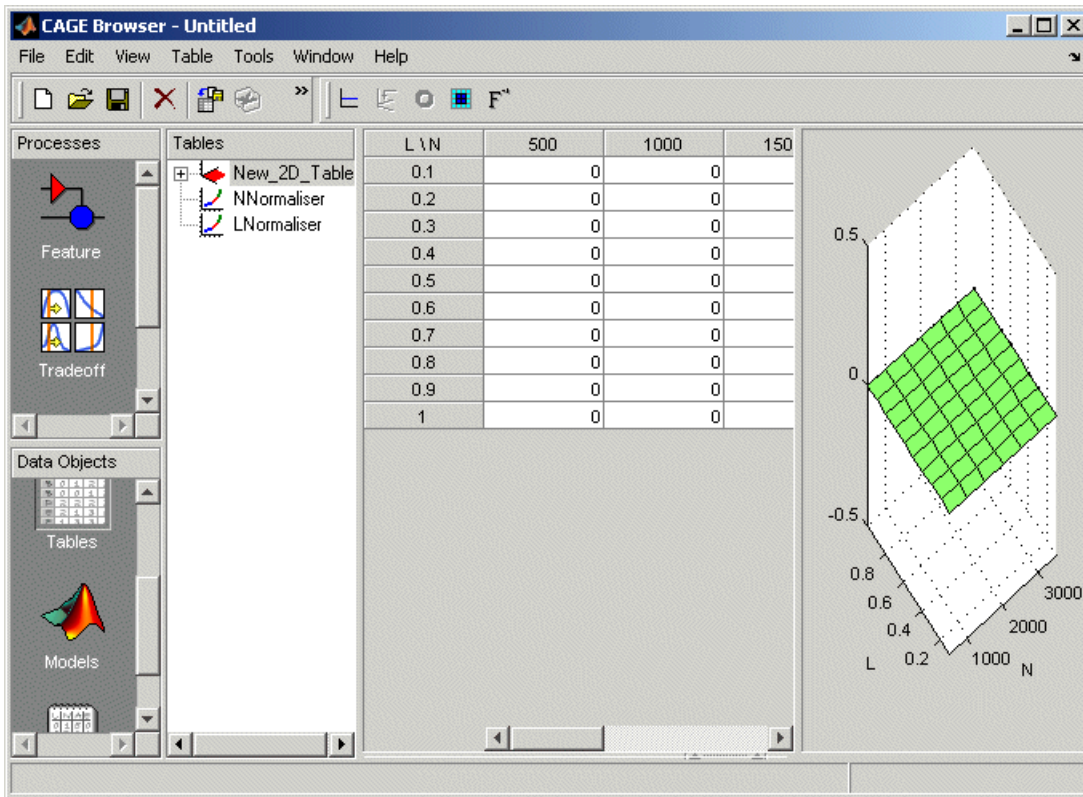 CAGE Browser - Untitled
File Edit View Table Tools Window Help
» F
Processes
Feature
Tradeoff
Data Objects
Tables
Models
Tables
New_2D_Table
NNormaliser
LNormaliser
L \ N 500 1000 150
0.1 0 0
0.2 0 0
0.3 0 0
0.4 0 0
0.5 0 0
0.6 0 0
0.7 0 0
0.8 0 0
0.9 0 0
1 0 0
0.5
0
-0.5
0.8
0.6
0.4
0.2
L
1000
2000
3000
N